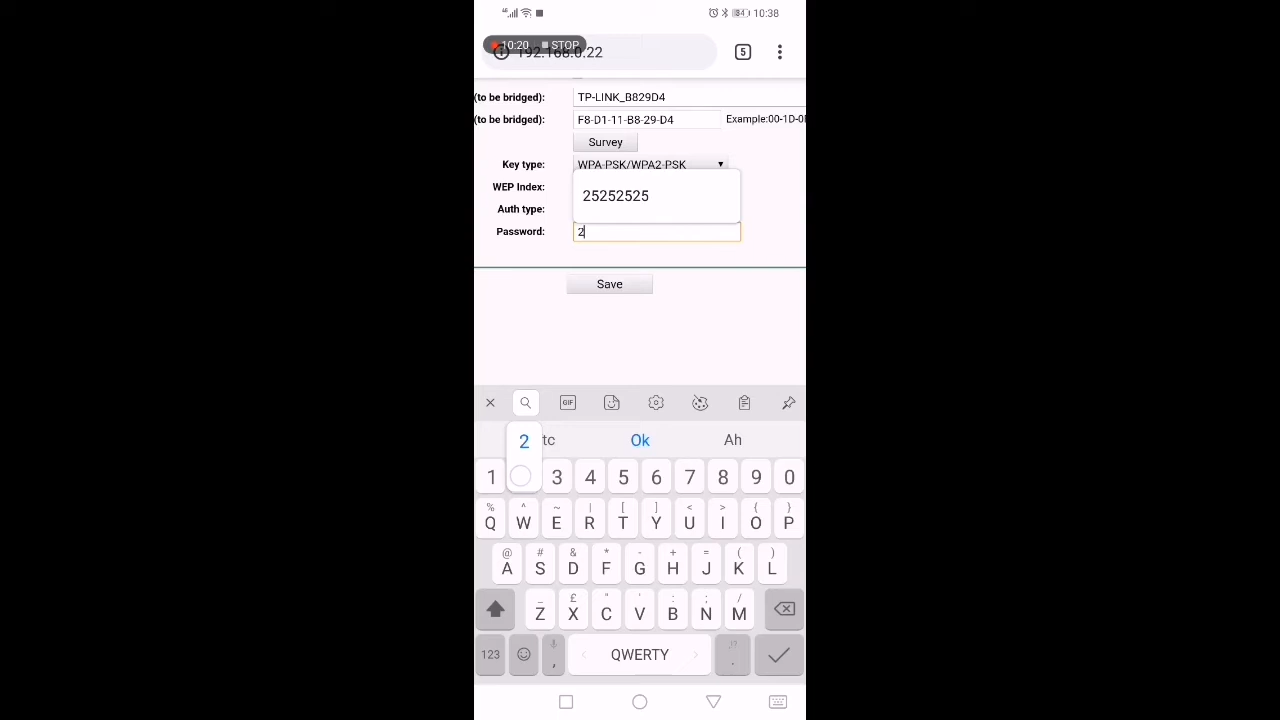 4G 84 10:38
10:20 STOP
192.168.0.22 5
(to be bridged): TP-LINK_B829D4
(to be bridged): F8-D1-11-B8-29-D4 Example:00-1D-0F
Survey
Key type: WPA-PSK/WPA2-PSK
WEP Index:
25252525
Auth type:
Password: 2
Save
GIF
2 tc Ok Ah
1 3 4 5 6 7 8 9 0
% ^ ~ | [ ] < > { }
Q W E R T Y U I O P
@ # & * - + = ( )
A S D F G H J K L
_ £ " ' : ; /
Z X C V B N M
123 , QWERTY ,!? .